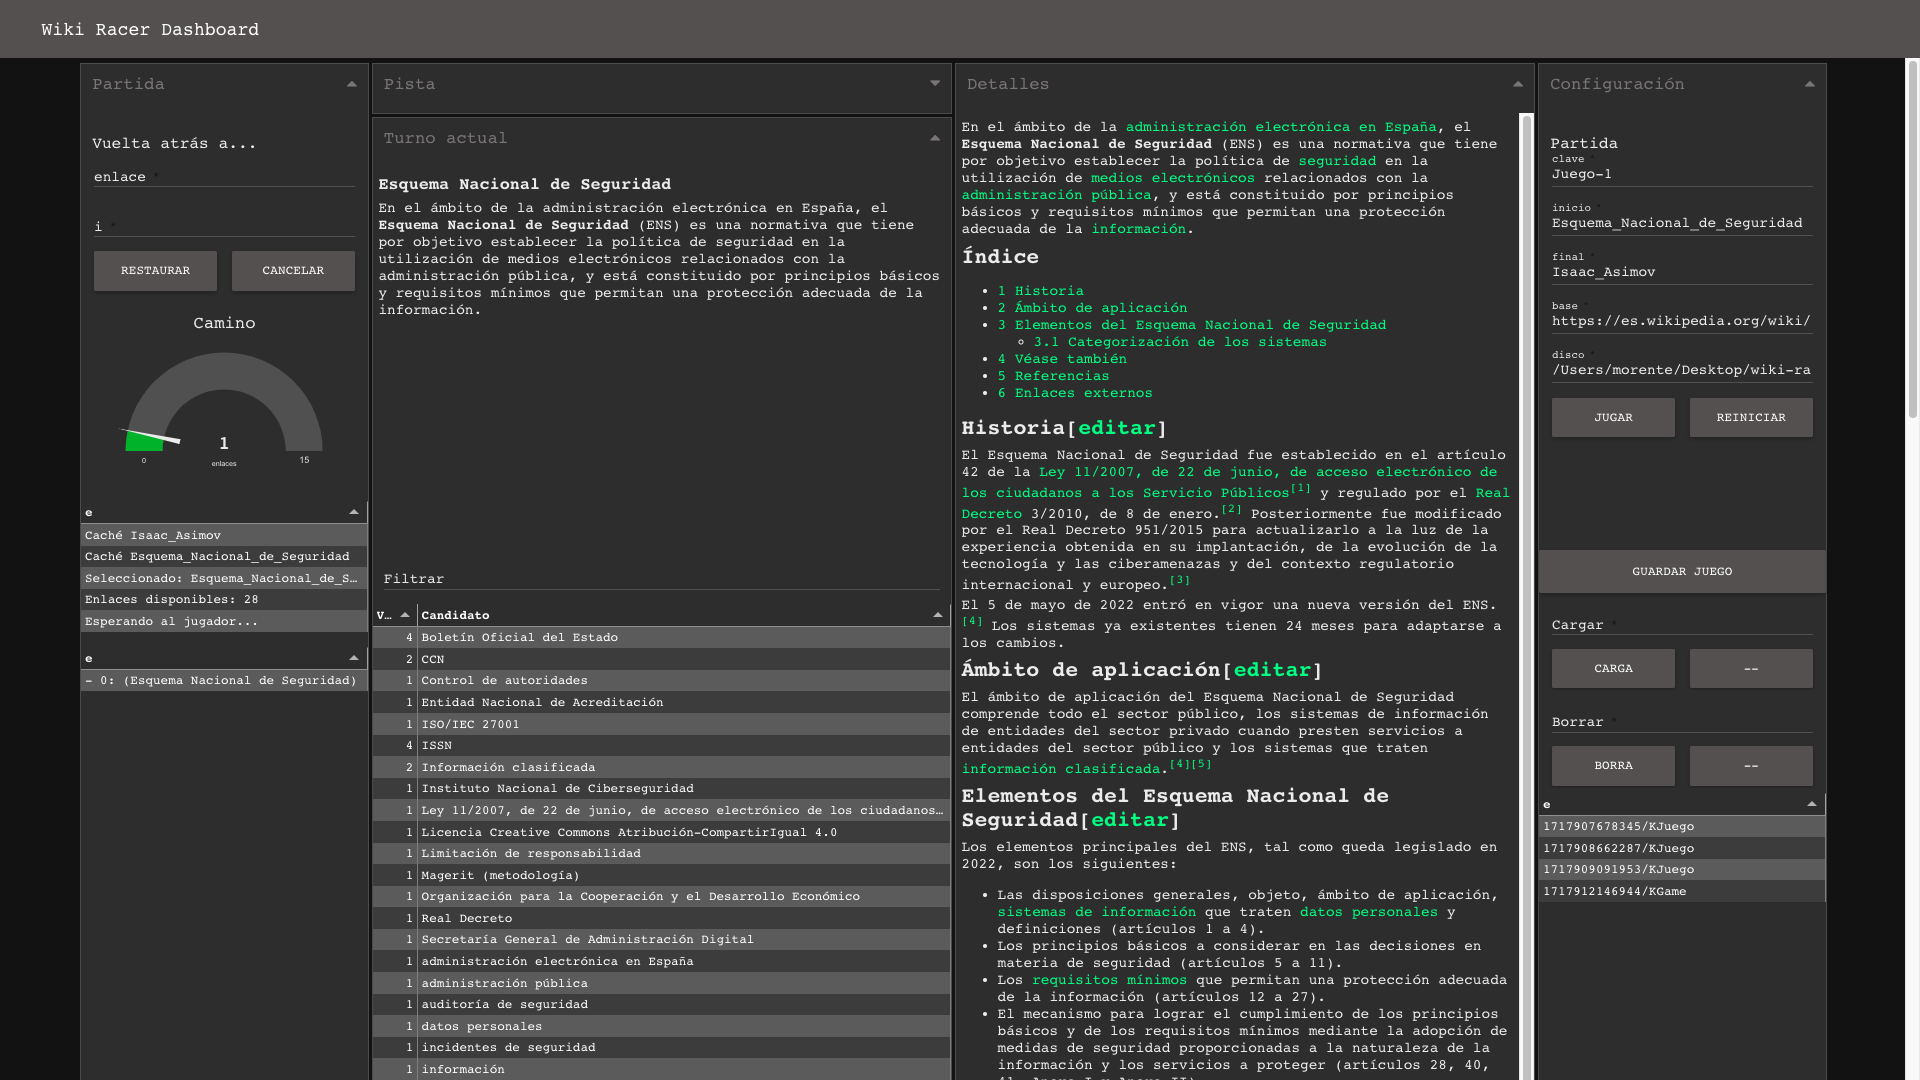 Wiki Racer Dashboard
Partida
Vuelta atrás a...
enlace *
i *
RESTAURAR
CANCELAR
Camino
1
0
enlaces
15
e
Caché Isaac_Asimov
Caché Esquema_Nacional_de_Seguridad
Seleccionado: Esquema_Nacional_de_S…
Enlaces disponibles: 28
Esperando al jugador...
e
- 0: (Esquema Nacional de Seguridad)
Pista
Turno actual
Esquema Nacional de Seguridad
En el ámbito de la administración electrónica en España, el
Esquema Nacional de Seguridad (ENS) es una normativa que tiene
por objetivo establecer la política de seguridad en la
utilización de medios electrónicos relacionados con la
administración pública, y está constituido por principios básicos
y requisitos mínimos que permitan una protección adecuada de la
información.
Filtrar
V… Candidato
4 Boletín Oficial del Estado
2 CCN
1 Control de autoridades
1 Entidad Nacional de Acreditación
1 ISO/IEC 27001
4 ISSN
2 Información clasificada
1 Instituto Nacional de Ciberseguridad
1 Ley 11/2007, de 22 de junio, de acceso electrónico de los ciudadanos…
1 Licencia Creative Commons Atribución-CompartirIgual 4.0
1 Limitación de responsabilidad
1 Magerit (metodología)
1 Organización para la Cooperación y el Desarrollo Económico
1 Real Decreto
1 Secretaría General de Administración Digital
1 administración electrónica en España
1 administración pública
1 auditoría de seguridad
1 datos personales
1 incidentes de seguridad
1 información
Detalles
En el ámbito de la administración electrónica en España, el
Esquema Nacional de Seguridad (ENS) es una normativa que tiene
por objetivo establecer la política de seguridad en la
utilización de medios electrónicos relacionados con la
administración pública, y está constituido por principios
básicos y requisitos mínimos que permitan una protección
adecuada de la información.
Índice
1 Historia
2 Ámbito de aplicación
3 Elementos del Esquema Nacional de Seguridad
3.1 Categorización de los sistemas
4 Véase también
5 Referencias
6 Enlaces externos
Historia[editar]
El Esquema Nacional de Seguridad fue establecido en el artículo
42 de la Ley 11/2007, de 22 de junio, de acceso electrónico de
los ciudadanos a los Servicio Públicos[1] y regulado por el Real
Decreto 3/2010, de 8 de enero.[2] Posteriormente fue modificado
por el Real Decreto 951/2015 para actualizarlo a la luz de la
experiencia obtenida en su implantación, de la evolución de la
tecnología y las ciberamenazas y del contexto regulatorio
internacional y europeo.[3]
El 5 de mayo de 2022 entró en vigor una nueva versión del ENS.
[4] Los sistemas ya existentes tienen 24 meses para adaptarse a
los cambios.
Ámbito de aplicación[editar]
El ámbito de aplicación del Esquema Nacional de Seguridad
comprende todo el sector público, los sistemas de información
de entidades del sector privado cuando presten servicios a
entidades del sector público y los sistemas que traten
información clasificada.[4][5]
Elementos del Esquema Nacional de
Seguridad[editar]
Los elementos principales del ENS, tal como queda legislado en
2022, son los siguientes:
Las disposiciones generales, objeto, ámbito de aplicación,
sistemas de información que traten datos personales y
definiciones (artículos 1 a 4).
Los principios básicos a considerar en las decisiones en
materia de seguridad (artículos 5 a 11).
Los requisitos mínimos que permitan una protección adecuada
de la información (artículos 12 a 27).
El mecanismo para lograr el cumplimiento de los principios
básicos y de los requisitos mínimos mediante la adopción de
medidas de seguridad proporcionadas a la naturaleza de la
información y los servicios a proteger (artículos 28, 40,
Configuración
Partida
clave *
Juego-1
inicio *
Esquema_Nacional_de_Seguridad
final *
Isaac_Asimov
base *
https://es.wikipedia.org/wiki/
disco *
/Users/morente/Desktop/wiki-ra
JUGAR
REINICIAR
GUARDAR JUEGO
Cargar *
CARGA
--
Borrar *
BORRA
--
e
1717907678345/KJuego
1717908662287/KJuego
1717909091953/KJuego
1717912146944/KGame